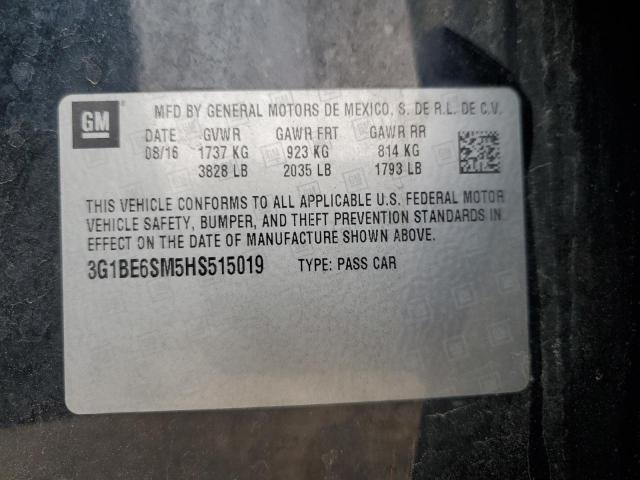 GM
MFD BY GENERAL MOTORS DE MEXICO, S. DE R.L. DE C.V.
DATE GVWR GAWR FRT GAWR RR
08/16 1737 KG 923 KG 814 KG
3828 LB 2035 LB 1793 LB
THIS VEHICLE CONFORMS TO ALL APPLICABLE U.S. FEDERAL MOTOR
VEHICLE SAFETY, BUMPER, AND THEFT PREVENTION STANDARDS IN
EFFECT ON THE DATE OF MANUFACTURE SHOWN ABOVE.
3G1BE6SM5HS515019 TYPE: PASS CAR